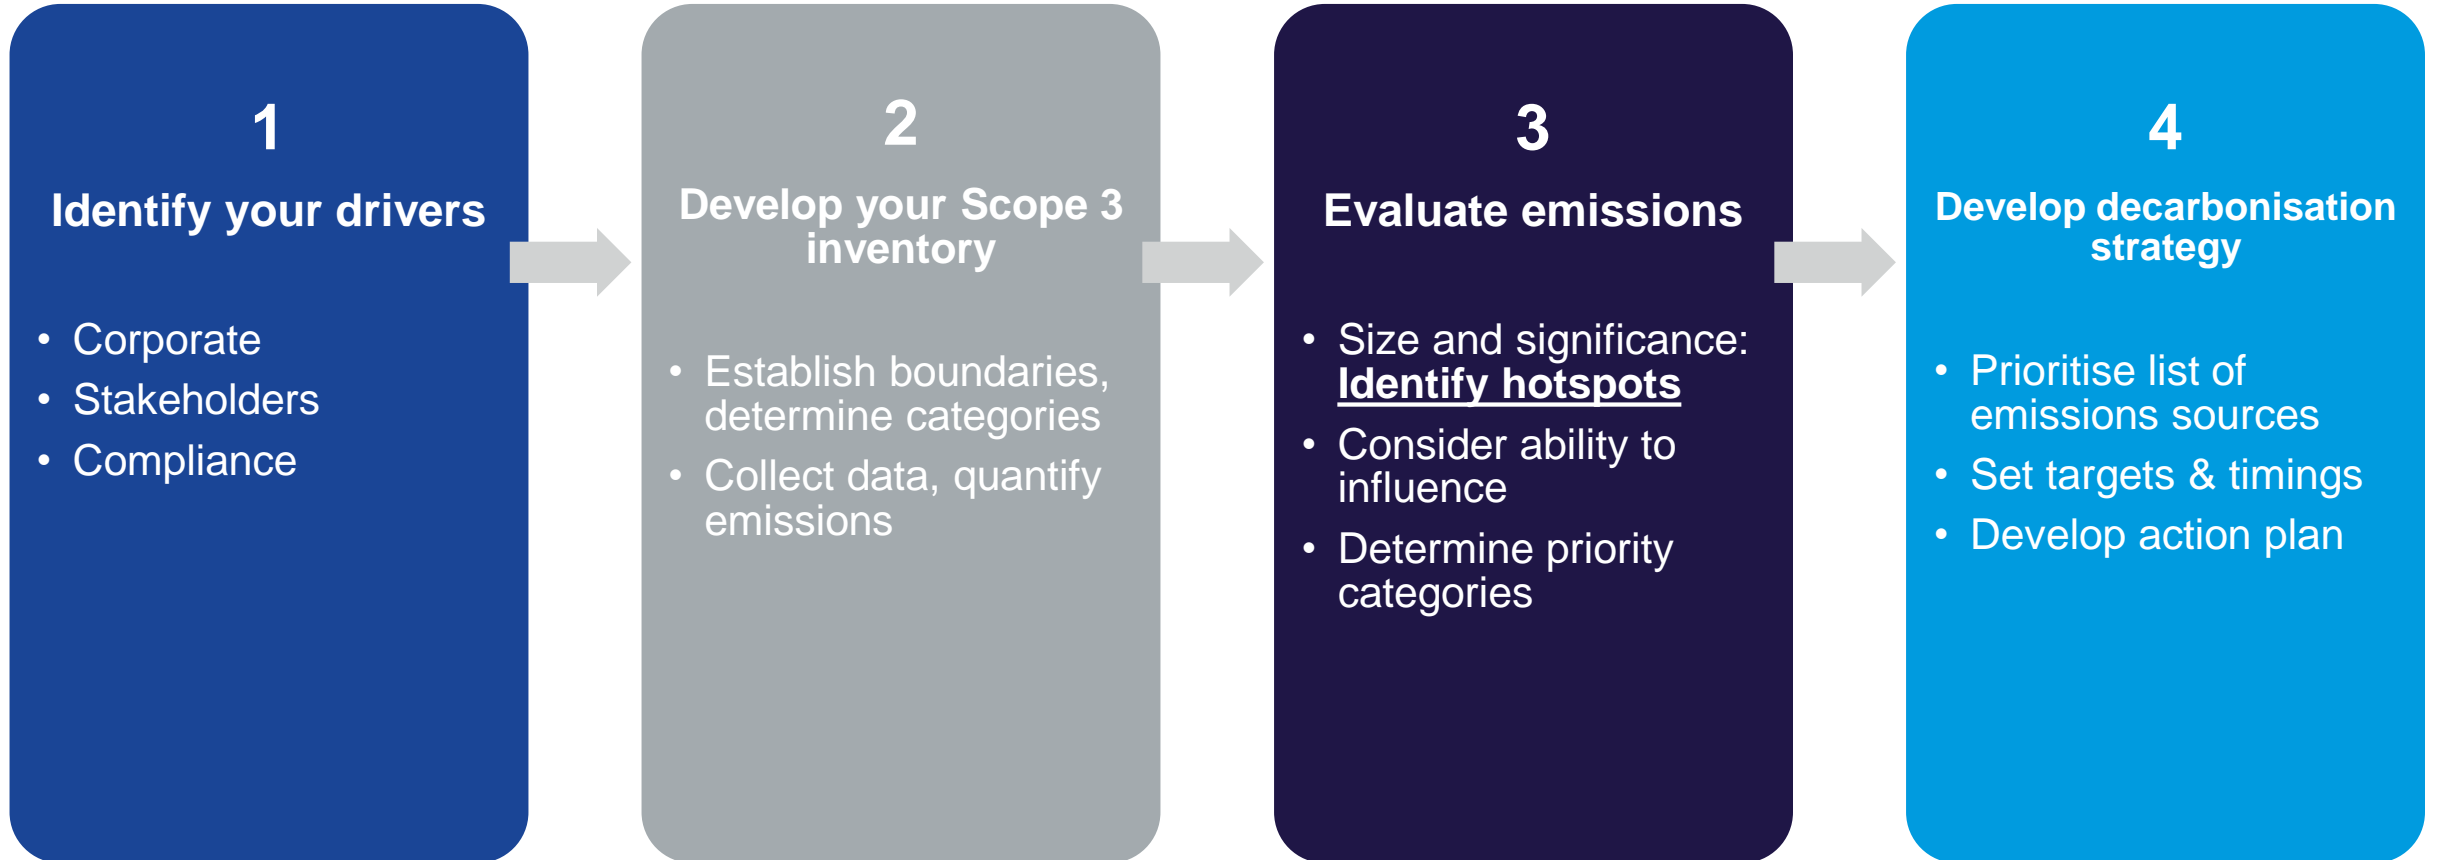 1
Identify your drivers
• Corporate
• Stakeholders
• Compliance
2
Develop your Scope 3
inventory
• Establish boundaries,
determine categories
• Collect data, quantify
emissions
3
Evaluate emissions
• Size and significance:
Identify hotspots
• Consider ability to
influence
• Determine priority
categories
4
Develop decarbonisation
strategy
• Prioritise list of
emissions sources
• Set targets & timings
• Develop action plan